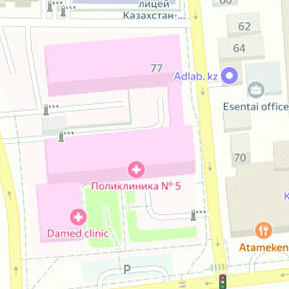 лицей
Казахстан-
60
62
64
77
Adlab.kz
Esentai office
70
Поликлиника № 5
Damed clinic
Atameken
P